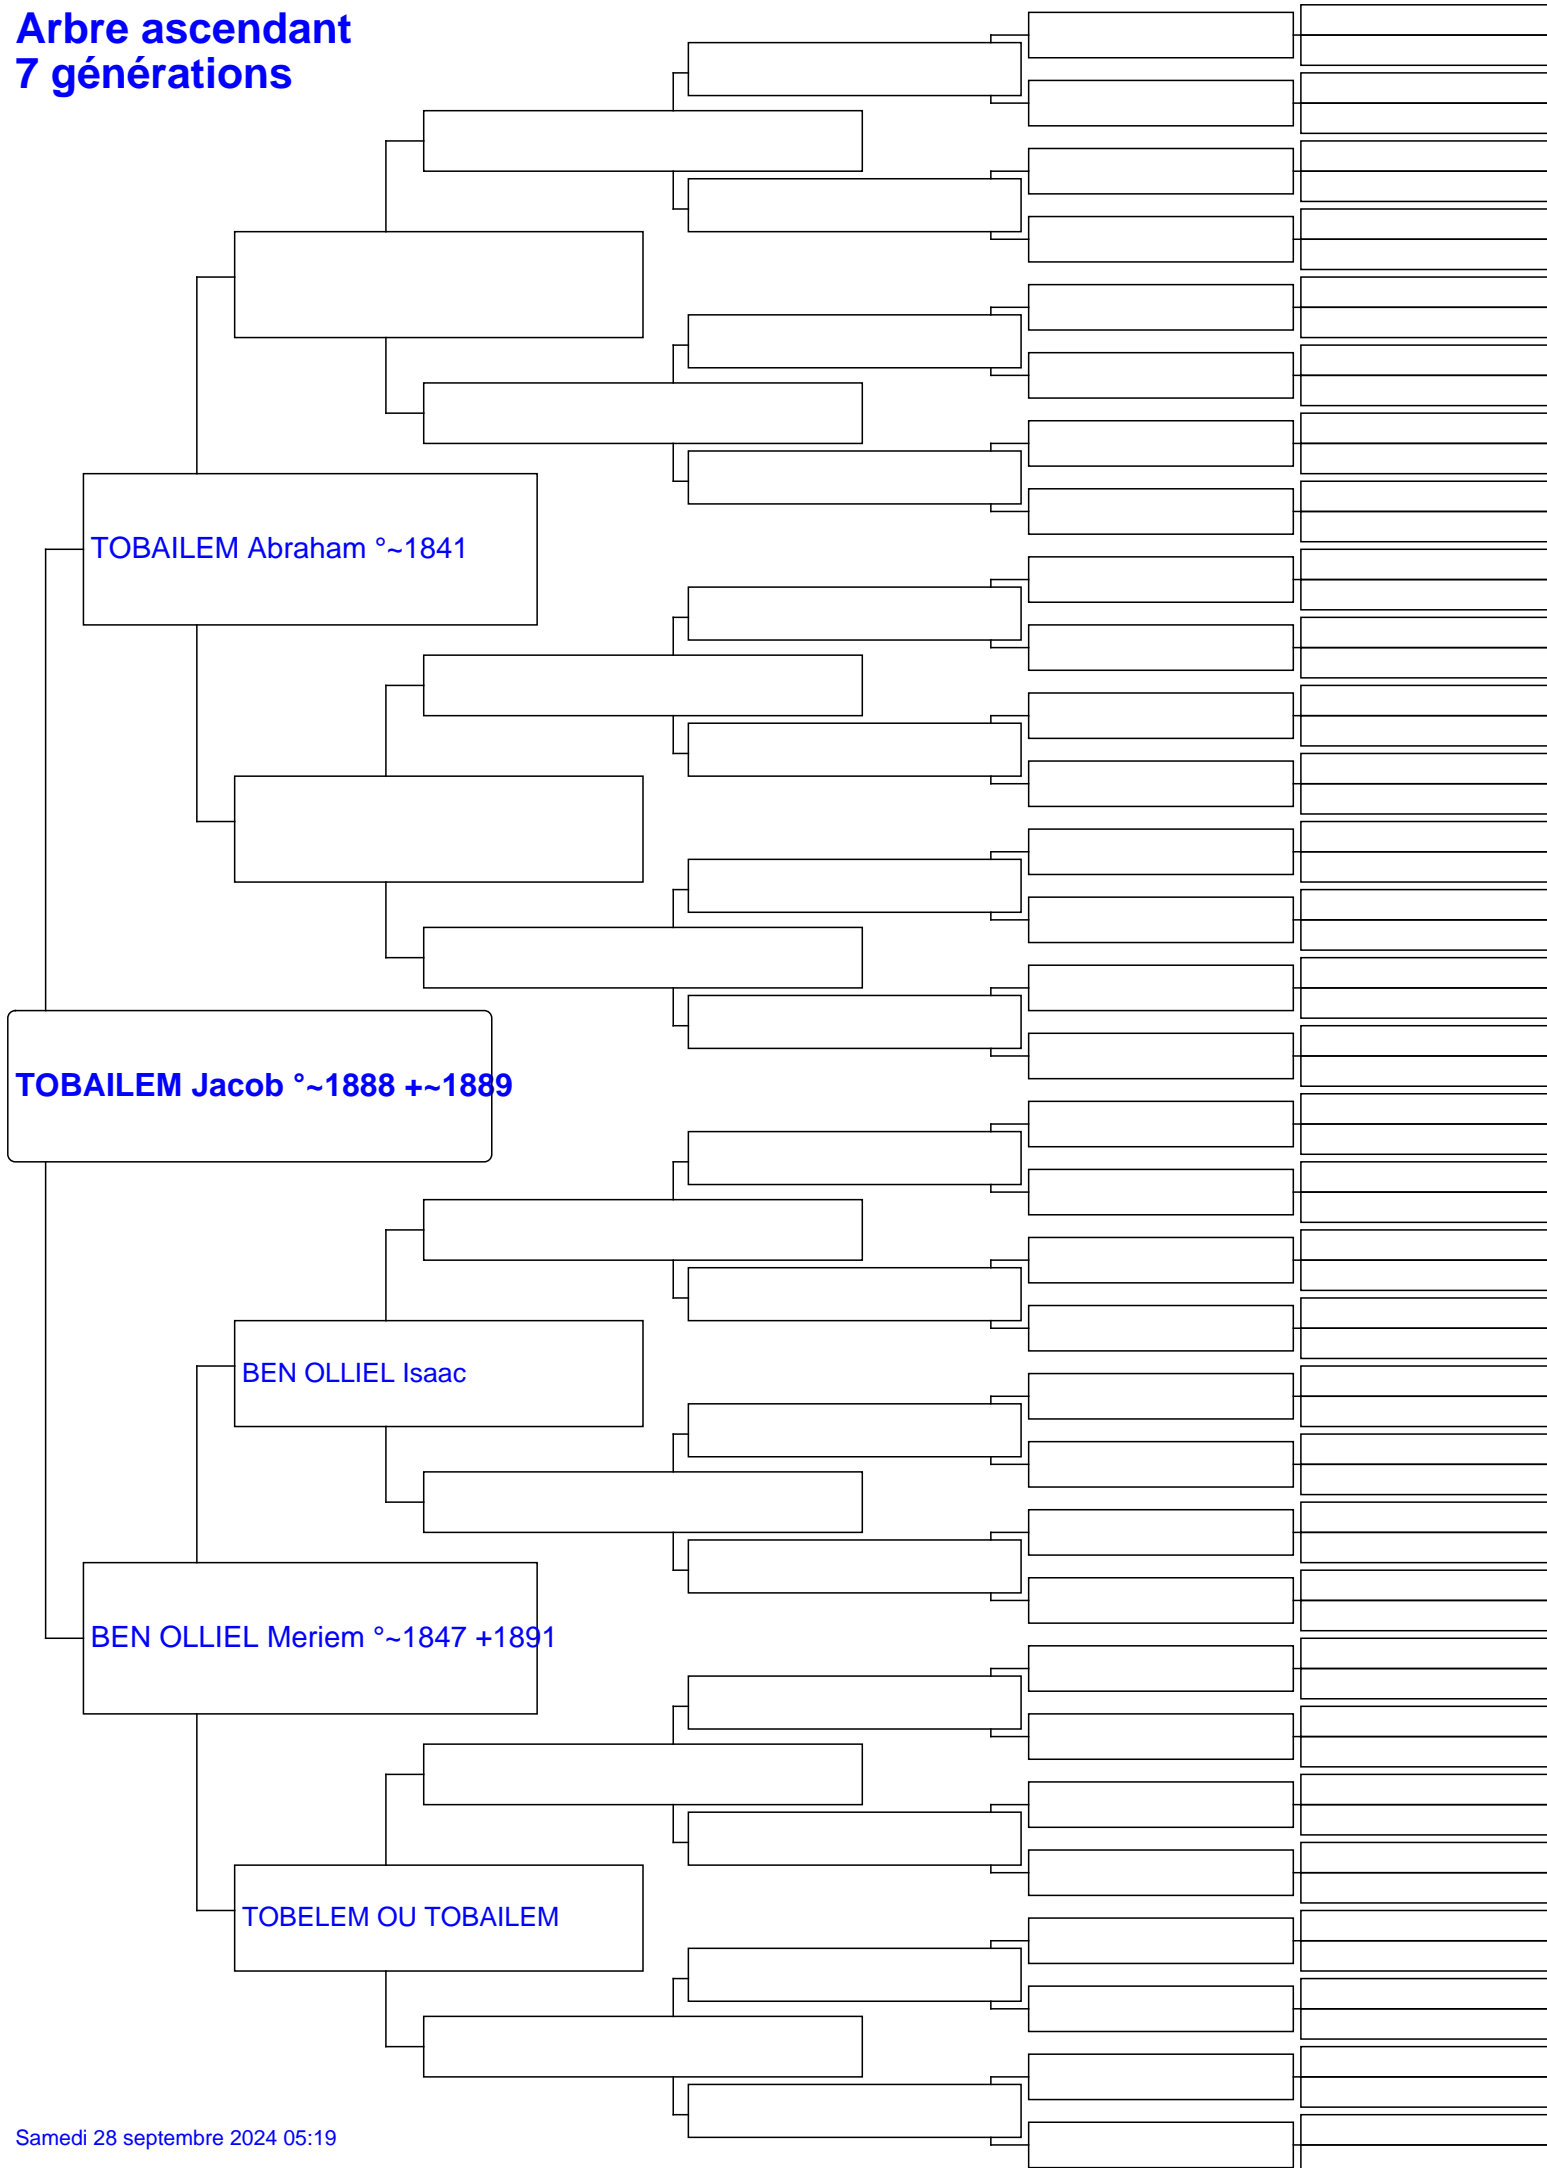 Arbre ascendant
7 générations
TOBAILEM Abraham °~1841
TOBAILEM Jacob °~1888 +~1889
BEN OLLIEL Isaac
BEN OLLIEL Meriem °~1847 +1891
TOBELEM OU TOBAILEM
Samedi 28 septembre 2024 05:19